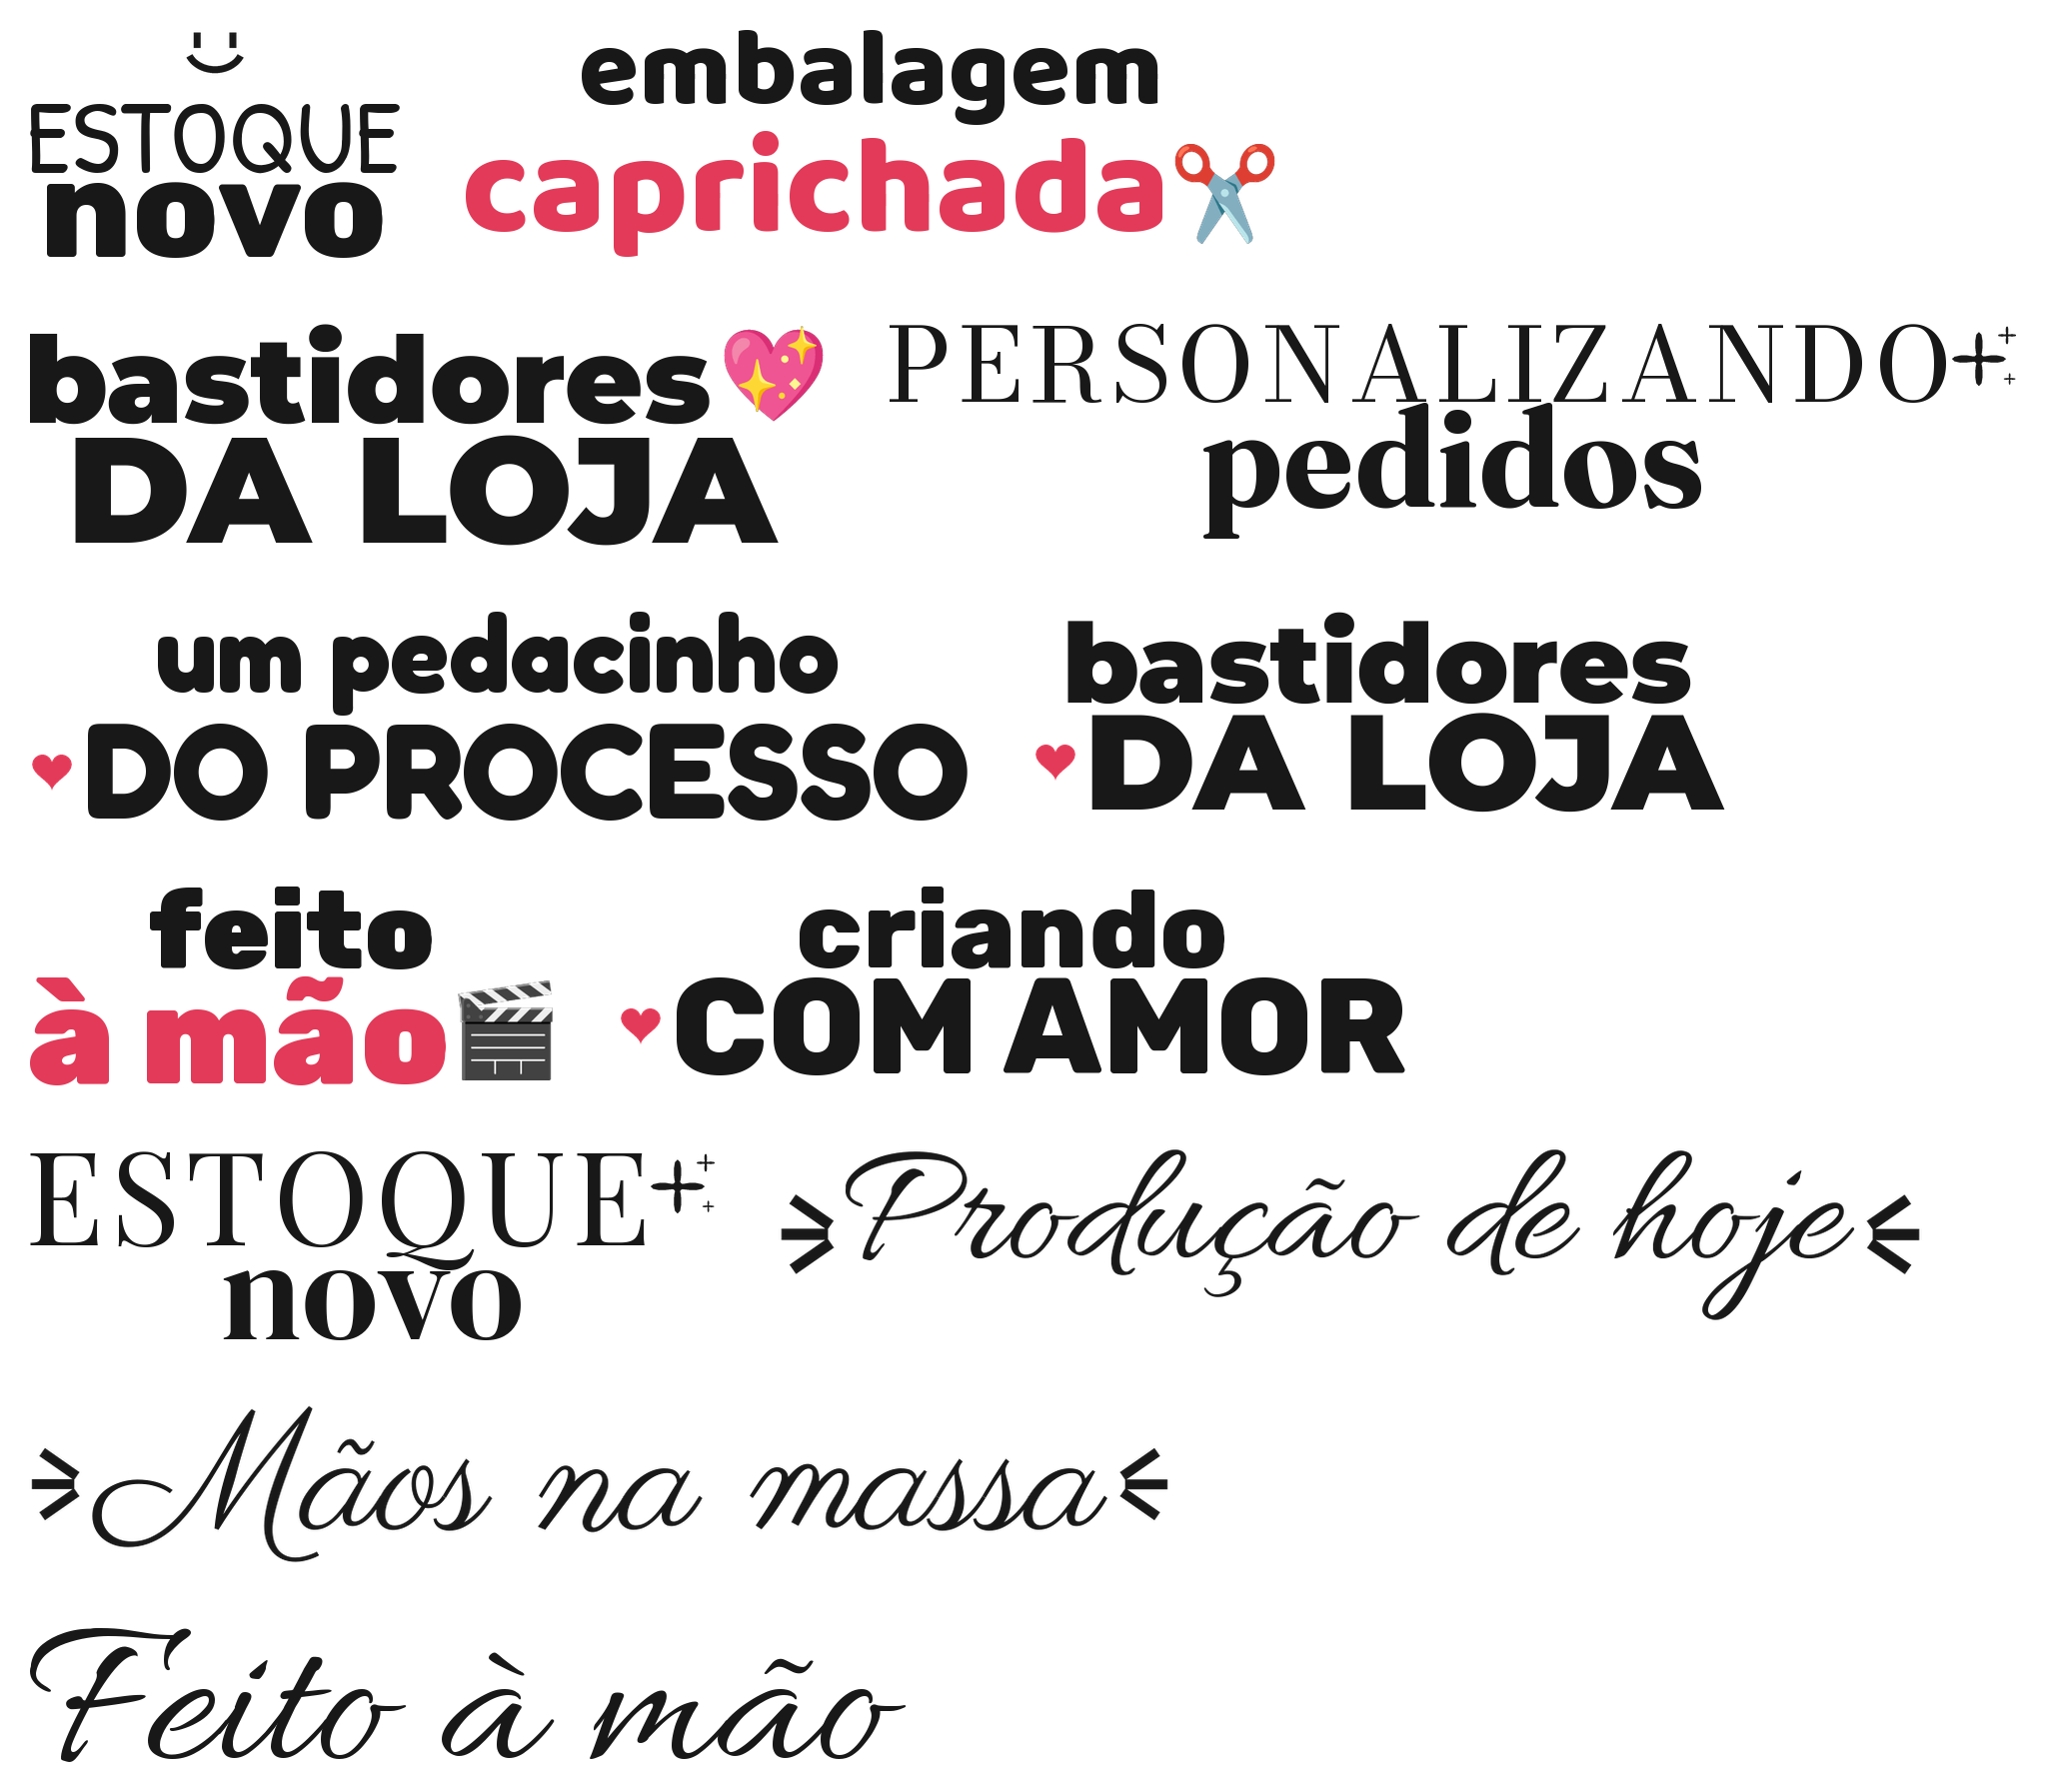 ESTOQUE
novo
embalagem
caprichada
bastidores
DA LOJA
PERSONALIZANDO
pedidos
um pedacinho
DO PROCESSO
bastidores
DA LOJA
feito
à mão
criando
COM AMOR
ESTOQUE
novo
Produção de hoje
Mãos na massa
Feito à mão